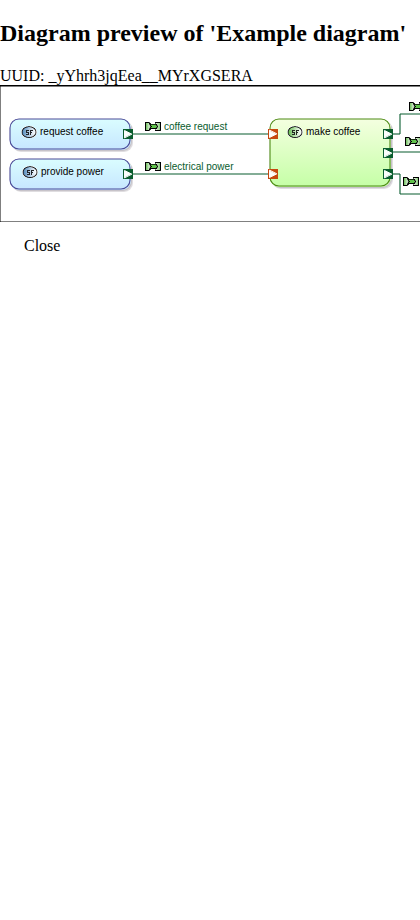 Diagram preview of 'Example diagram'
UUID: _yYhrh3jqEea__MYrXGSERA
SF request coffee
coffee request
SF make coffee
SF provide power
electrical power
Close